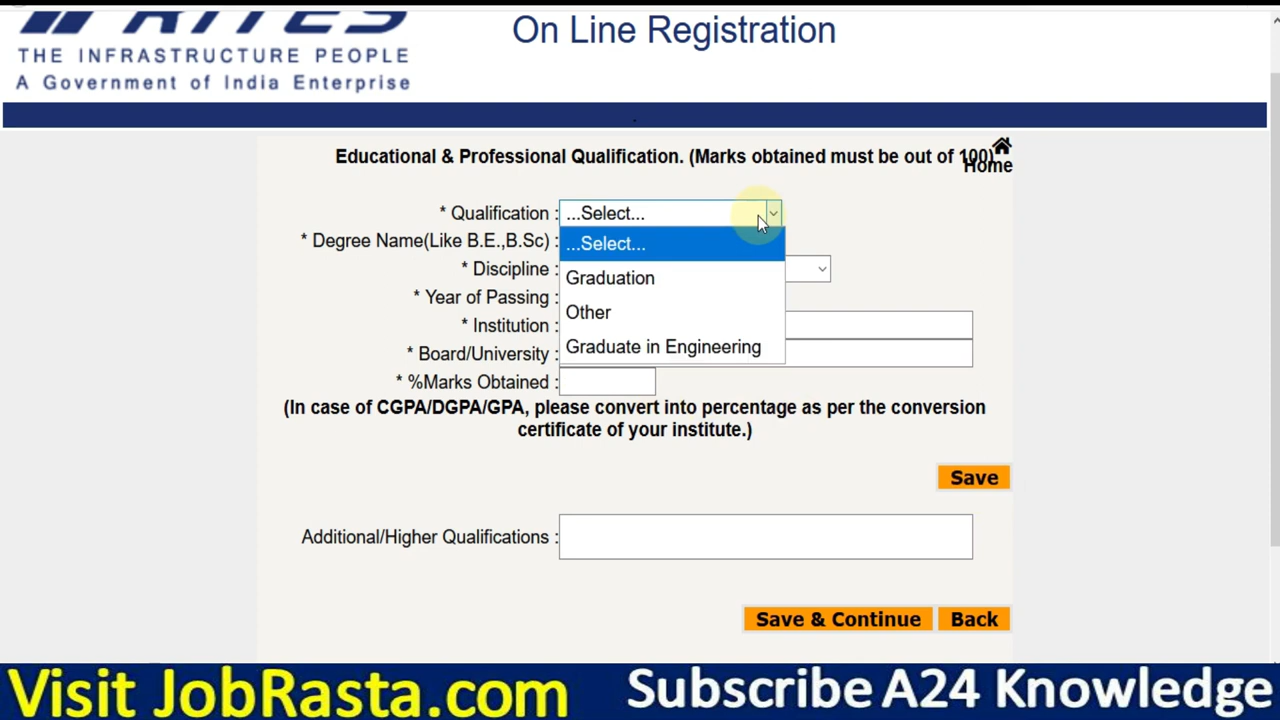 RITES
THE INFRASTRUCTURE PEOPLE
A Government of India Enterprise
On Line Registration
.
Educational & Professional Qualification. (Marks obtained must be out of 100)
Home
* Qualification : ...Select...
...Select...
Graduation
Other
Graduate in Engineering
* Degree Name(Like B.E.,B.Sc) :
* Discipline :
* Year of Passing :
* Institution :
* Board/University :
* %Marks Obtained :
(In case of CGPA/DGPA/GPA, please convert into percentage as per the conversion
certificate of your institute.)
Save
Additional/Higher Qualifications :
Save & Continue Back
Visit JobRasta.com Subscribe A24 Knowledge